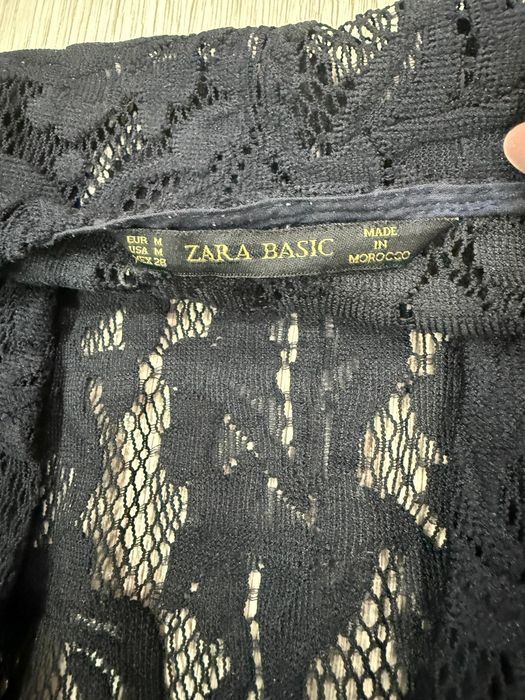 EUR M
USA M
MEX 28
ZARA BASIC
MADE
IN
MOROCCO